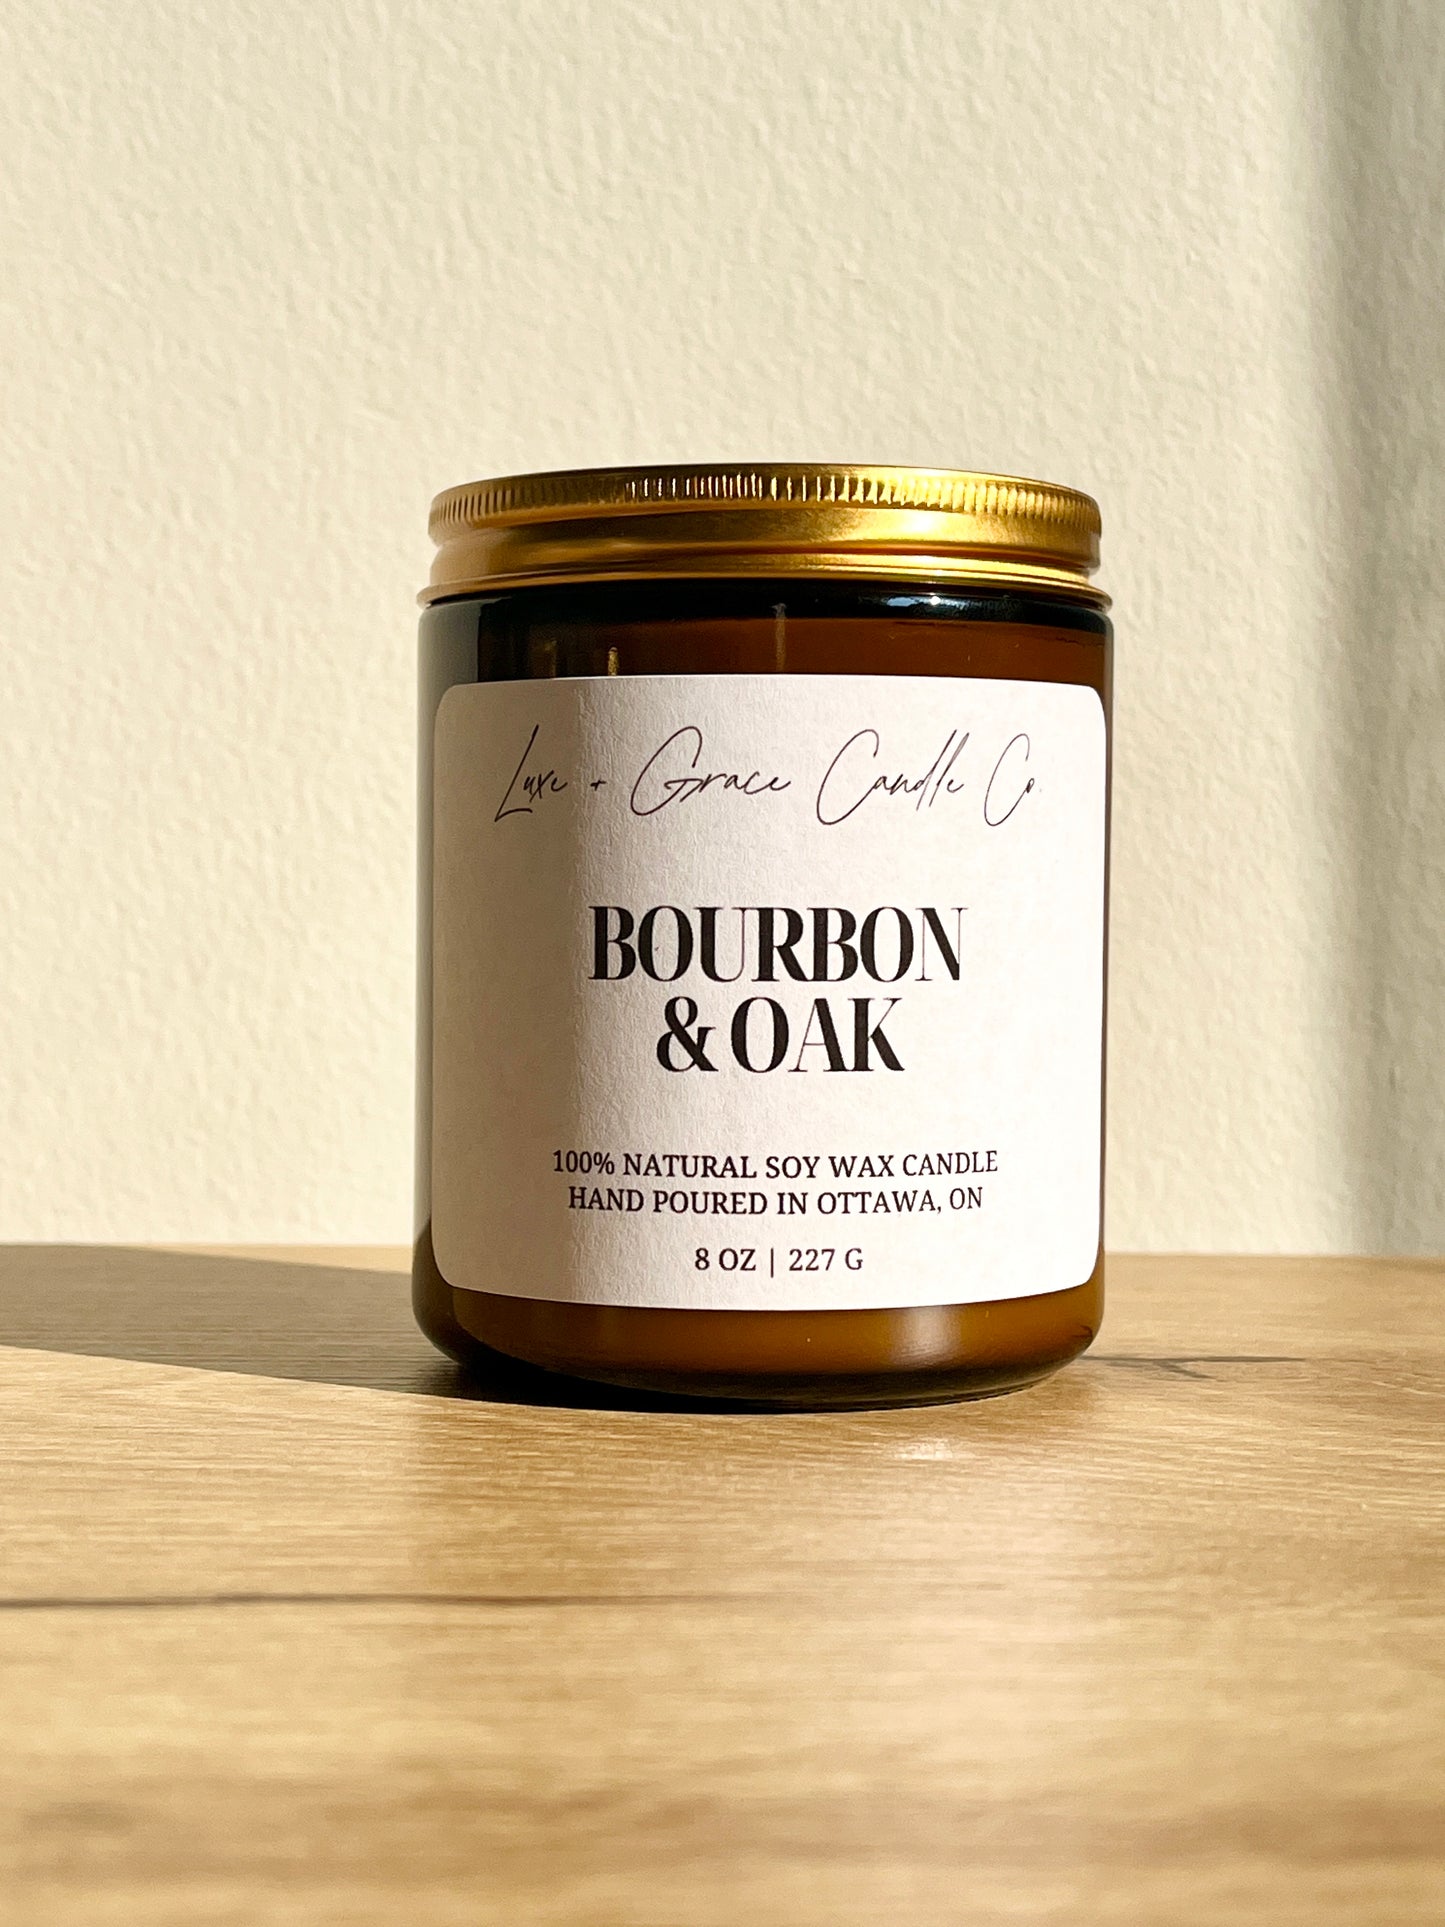 Luxe + Grace Candle Co.
BOURBON
& OAK
100% NATURAL SOY WAX CANDLE
HAND POURED IN OTTAWA, ON
8 OZ | 227 G